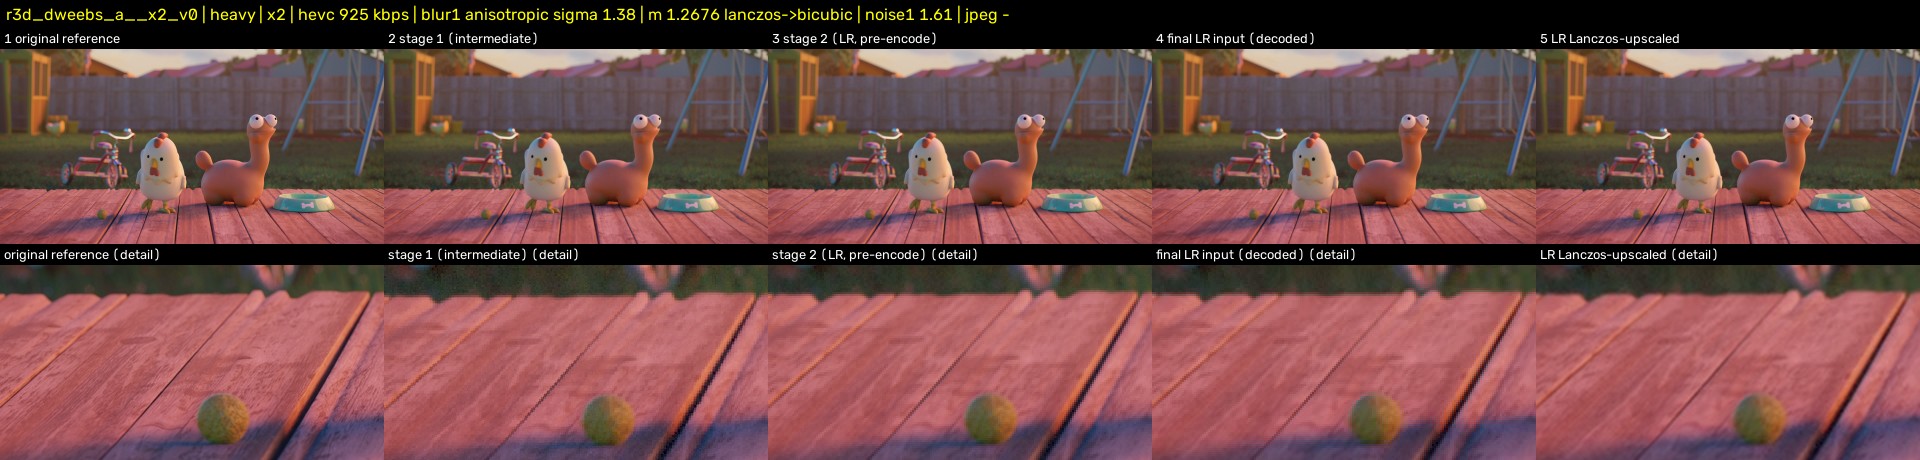 r3d_dweebs_a__x2_v0 | heavy | x2 | hevc 925 kbps | blur1 anisotropic sigma 1.38 | m 1.2676 lanczos->bicubic | noise1 1.61 | jpeg -
1 original reference
2 stage 1 (intermediate)
3 stage 2 (LR, pre-encode)
4 final LR input (decoded)
5 LR Lanczos-upscaled
original reference (detail)
stage 1 (intermediate) (detail)
stage 2 (LR, pre-encode) (detail)
final LR input (decoded) (detail)
LR Lanczos-upscaled (detail)